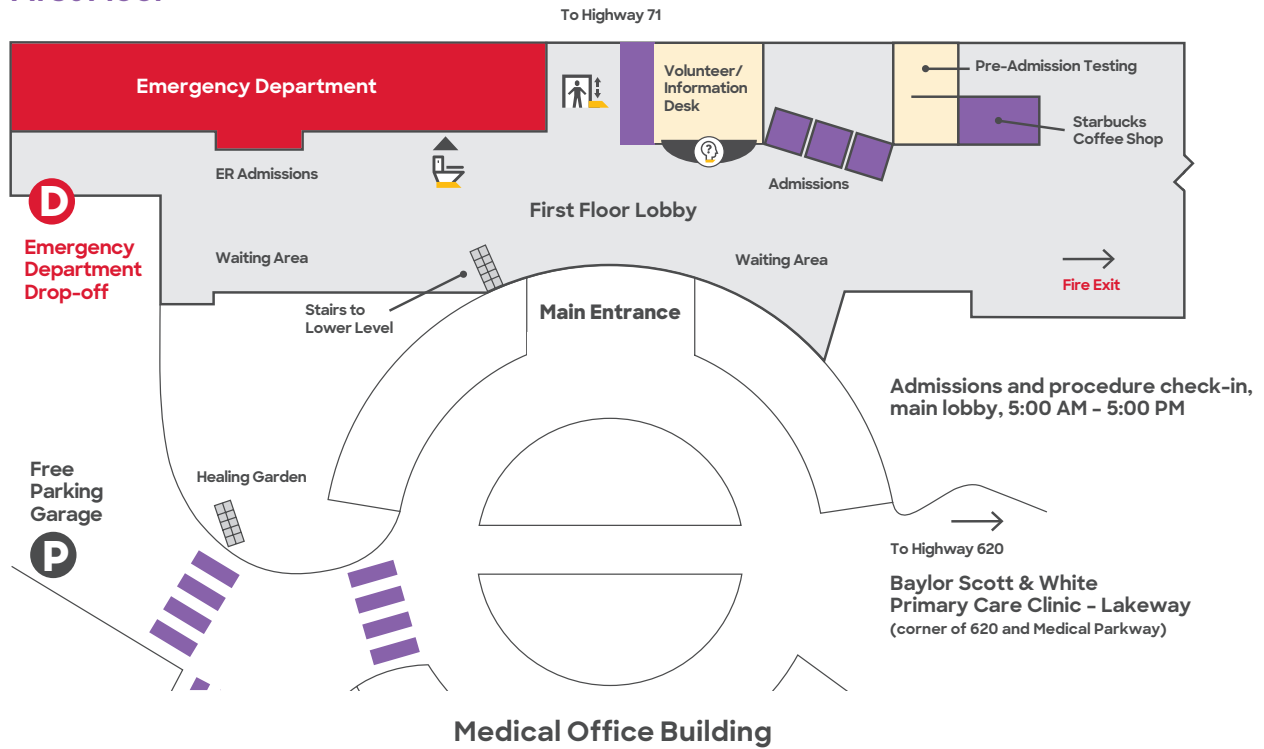 To Highway 71
Emergency Department
Volunteer/
Information
Desk
Pre-Admission Testing
Starbucks
Coffee Shop
ER Admissions
Admissions
?
First Floor Lobby
D
Emergency
Department
Drop-off
Waiting Area
Waiting Area
Fire Exit
Stairs to
Lower Level
Main Entrance
Admissions and procedure check-in,
main lobby, 5:00 AM – 5:00 PM
Free
Parking
Garage
P
Healing Garden
To Highway 620
Baylor Scott & White
Primary Care Clinic – Lakeway
(corner of 620 and Medical Parkway)
Medical Office Building